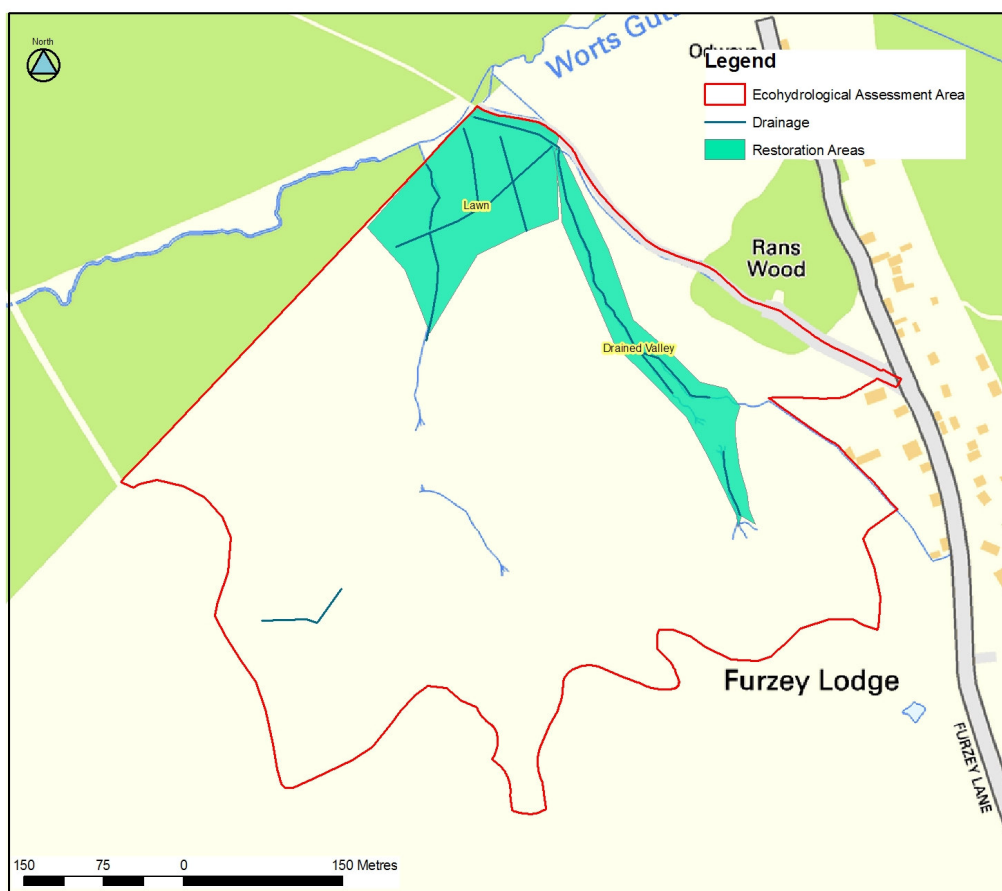 North
Worts
Legend
Ecohydrological Assessment Area
Drainage
Restoration Areas
Lawn
Rans
Wood
Drained Valley
Furzey Lodge
FURZEY LANE
150 75 0 150 Metres